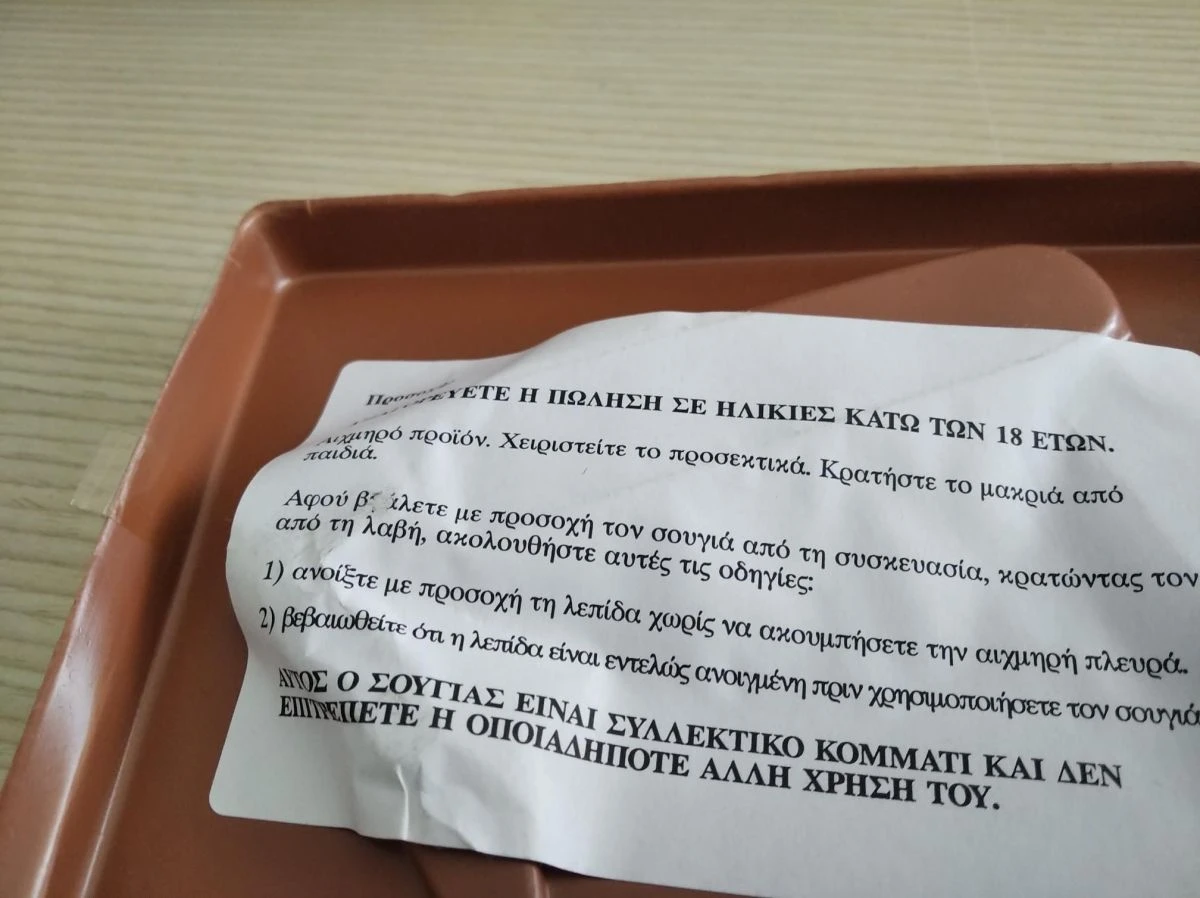 Προσοχή
ΕΤΕ Η ΠΩΛΗΣΗ ΣΕ ΗΛΙΚΙΕΣ ΚΑΤΩ ΤΩΝ 18 ΕΤΩΝ.
Αιχμηρό προϊόν. Χειριστείτε το προσεκτικά. Κρατήστε το μακριά από
παιδιά.
Αφού βγάλετε με προσοχή τον σουγιά από τη συσκευασία, κρατώντας τον
από τη λαβή, ακολουθήστε αυτές τις οδηγίες:
1) ανοίξτε με προσοχή τη λεπίδα χωρίς να ακουμπήσετε την αιχμηρή πλευρά.
2) βεβαιωθείτε ότι η λεπίδα είναι εντελώς ανοιγμένη πριν χρησιμοποιήσετε τον σουγιά
Ο ΣΟΥΓΙΑΣ ΕΙΝΑΙ ΣΥΛΛΕΚΤΙΚΟ ΚΟΜΜΑΤΙ ΚΑΙ ΔΕΝ
ΕΠΙΤΡΕΠΕΤΕ Η ΟΠΟΙΑΔΗΠΟΤΕ ΑΛΛΗ ΧΡΗΣΗ ΤΟΥ.